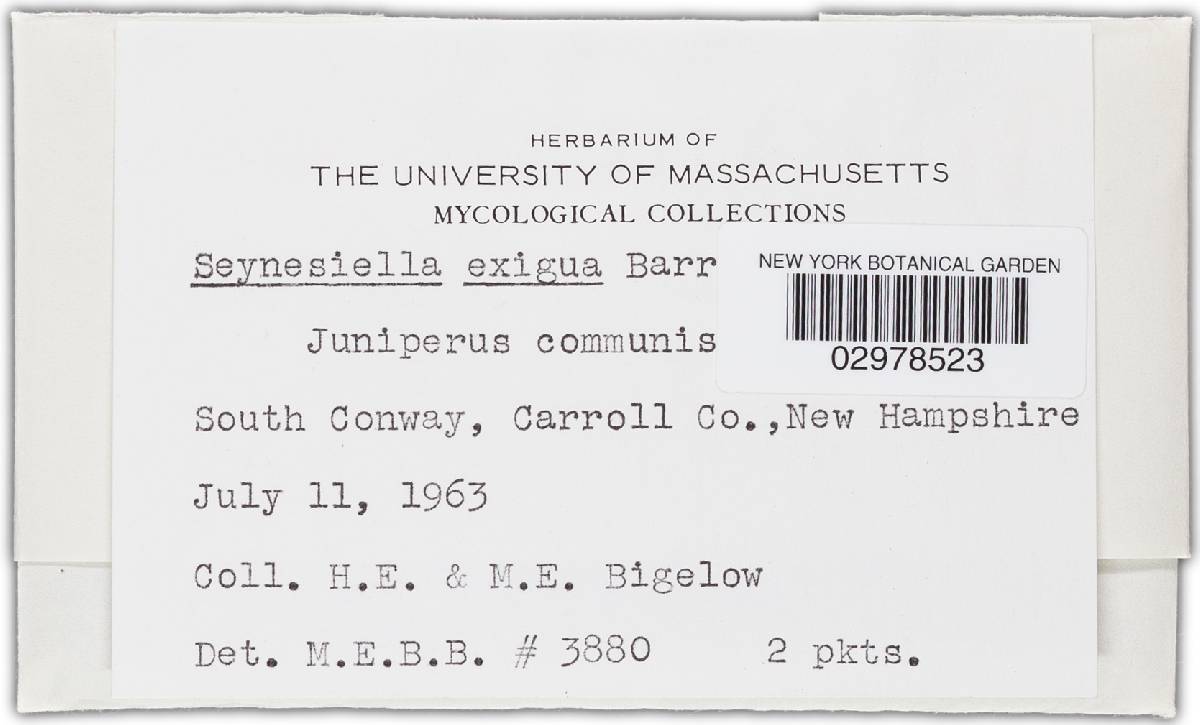 HERBARIUM OF
THE UNIVERSITY OF MASSACHUSETTS
MYCOLOGICAL COLLECTIONS
Seynesiella exigua Barr
NEW YORK BOTANICAL GARDEN
02978523
Juniperus communis
South Conway, Carroll Co.,New Hampshire
July 11, 1963
Coll. H.E. & M.E. Bigelow
Det. M.E.B.B. # 3880 2 pkts.